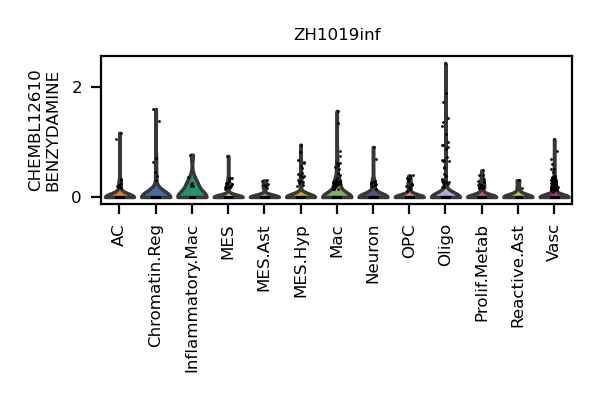 ZH1019inf
CHEMBL12610
BENZYDAMINE
2
0
AC
Chromatin.Reg
Inflammatory.Mac
MES
MES.Ast
MES.Hyp
Mac
Neuron
OPC
Oligo
Prolif.Metab
Reactive.Ast
Vasc